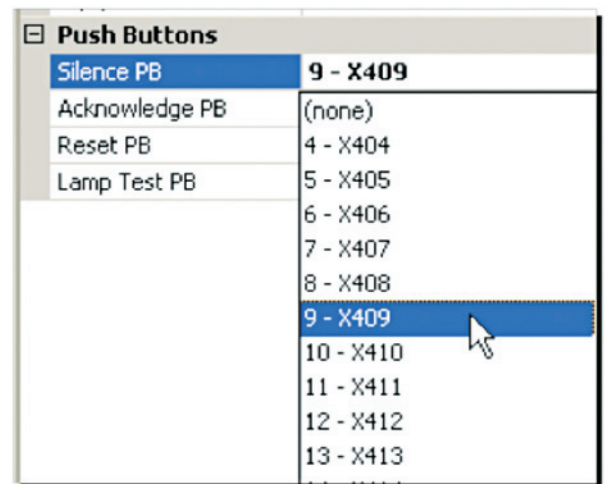 Push Buttons
Silence PB 9 - X409
Acknowledge PB (none)
Reset PB 4 - X404
Lamp Test PB 5 - X405
6 - X406
7 - X407
8 - X408
9 - X409
10 - X410
11 - X411
12 - X412
13 - X413